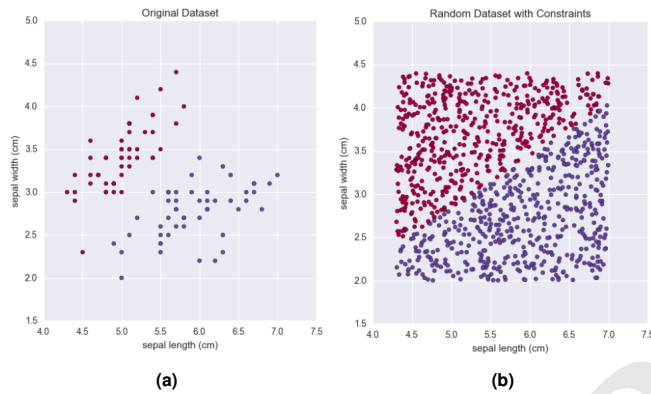 Original Dataset
5.0
4.5
4.0
3.5
3.0
2.5
2.0
1.5
sepal width (cm)
4.0 4.5 5.0 5.5 6.0 6.5 7.0 7.5
sepal length (cm)
(a)
Random Dataset with Constraints
5.0
4.5
4.0
3.5
3.0
2.5
2.0
1.5
sepal width (cm)
4.0 4.5 5.0 5.5 6.0 6.5 7.0 7.5
sepal length (cm)
(b)